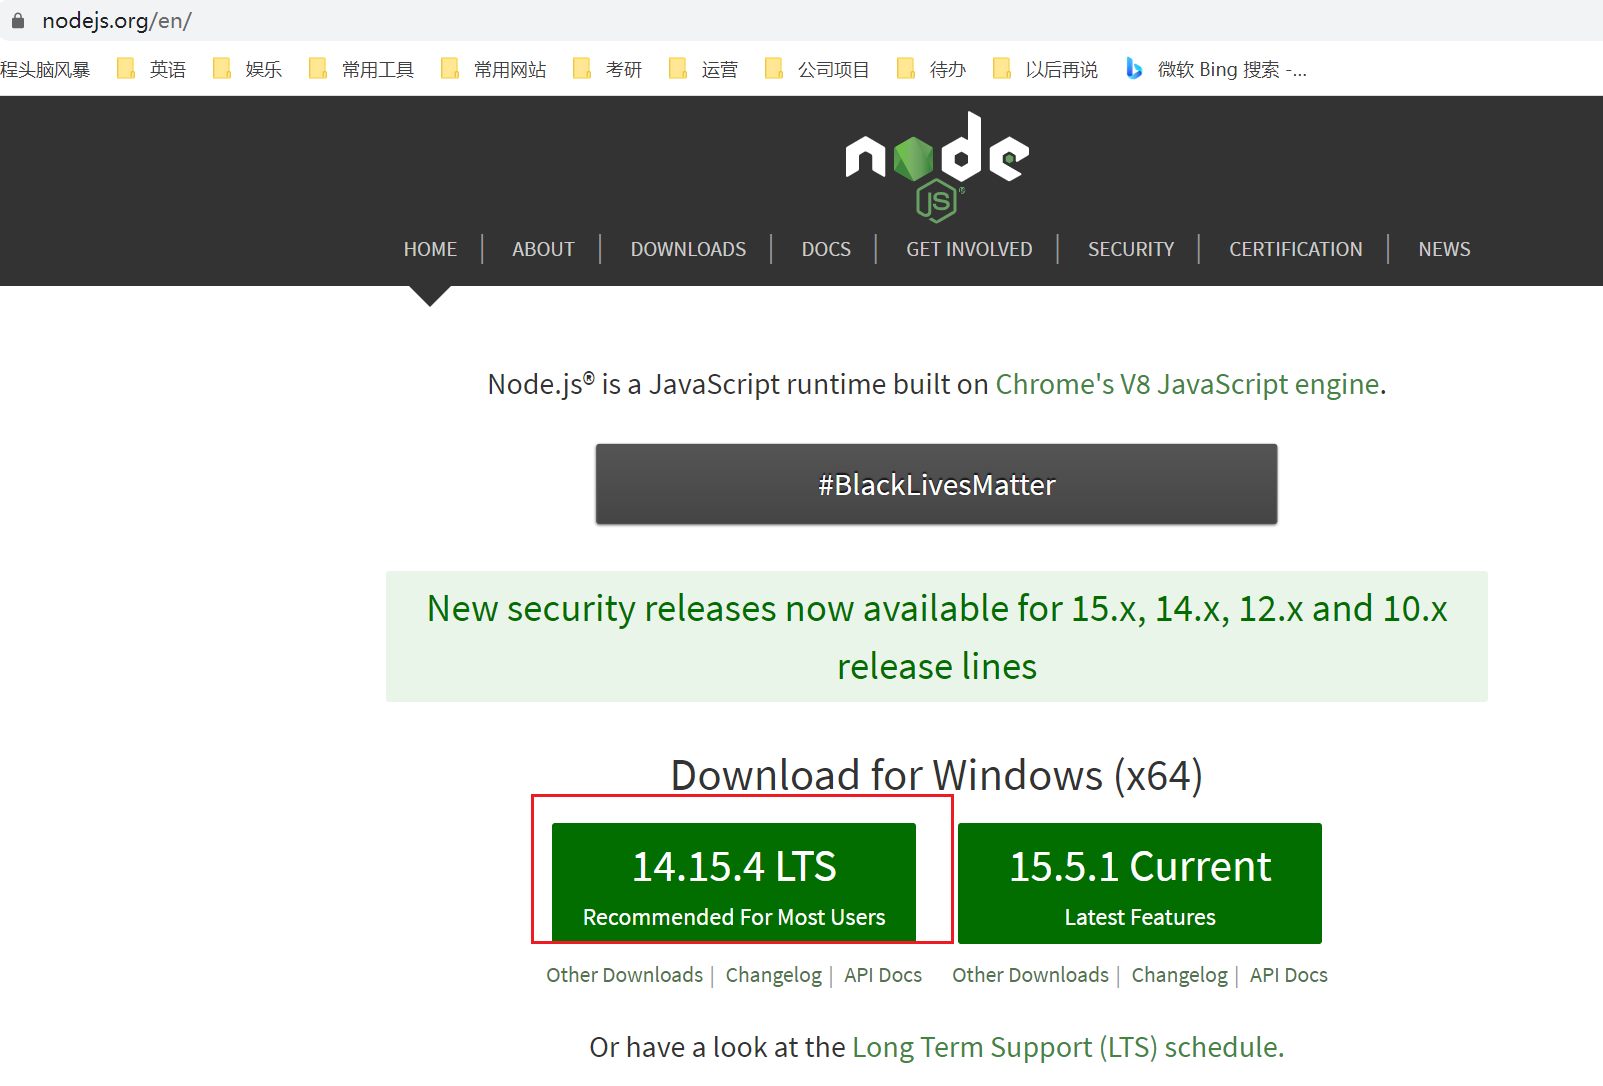 nodejs.org/en/
程头脑风暴 英语 娱乐 常用工具 常用网站 考研 运营 公司项目 待办 以后再说 微软 Bing 搜索 -...
node
JS®
HOME | ABOUT | DOWNLOADS | DOCS | GET INVOLVED | SECURITY | CERTIFICATION | NEWS
Node.js® is a JavaScript runtime built on Chrome's V8 JavaScript engine.
#BlackLivesMatter
New security releases now available for 15.x, 14.x, 12.x and 10.x
release lines
Download for Windows (x64)
14.15.4 LTS 15.5.1 Current
Recommended For Most Users Latest Features
Other Downloads | Changelog | API Docs Other Downloads | Changelog | API Docs
Or have a look at the Long Term Support (LTS) schedule.